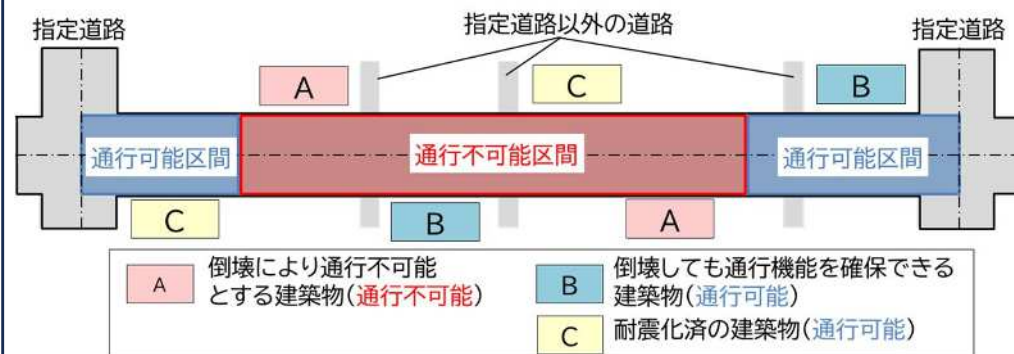 指定道路
指定道路以外の道路
指定道路
A
C
B
通行可能区間
通行不可能区間
通行可能区間
C
B
A
A
倒壊により通行不可能
とする建築物(通行不可能)
B
倒壊しても通行機能を確保できる
建築物(通行可能)
C
耐震化済の建築物(通行可能)